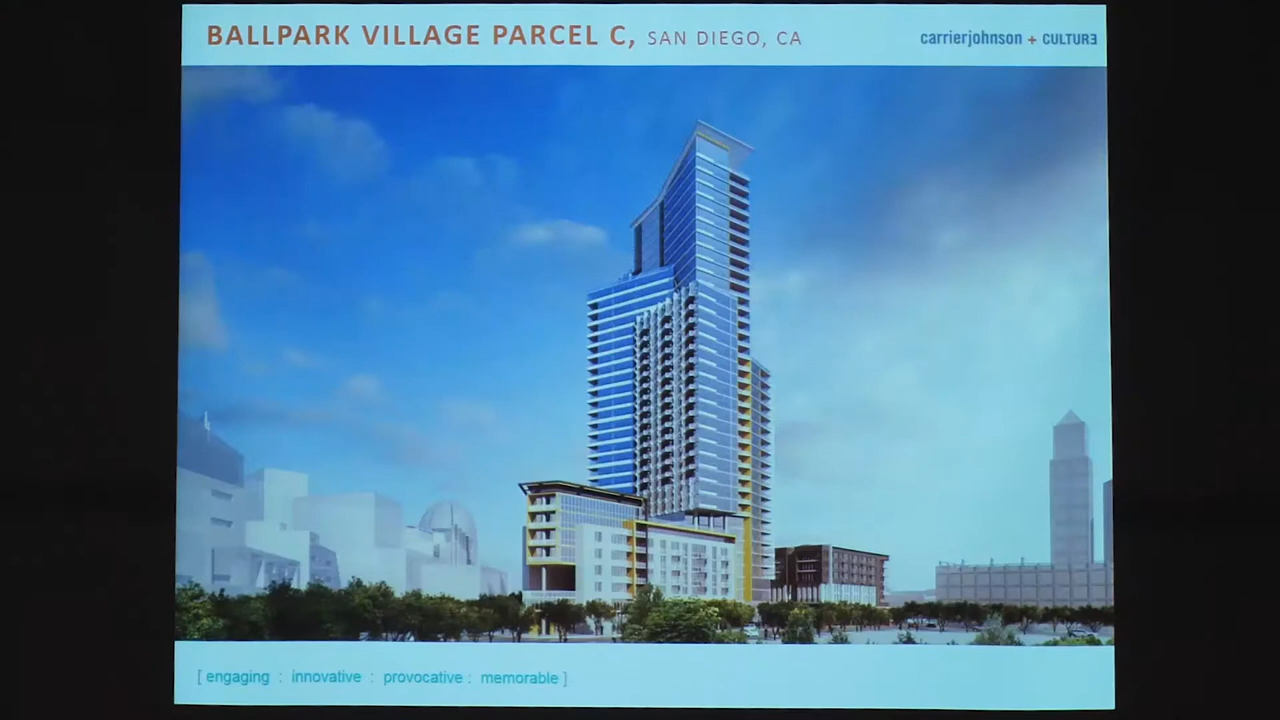 BALLPARK VILLAGE PARCEL C, SAN DIEGO, CA
carrierjohnson + CULTURE
[ engaging : innovative : provocative : memorable ]